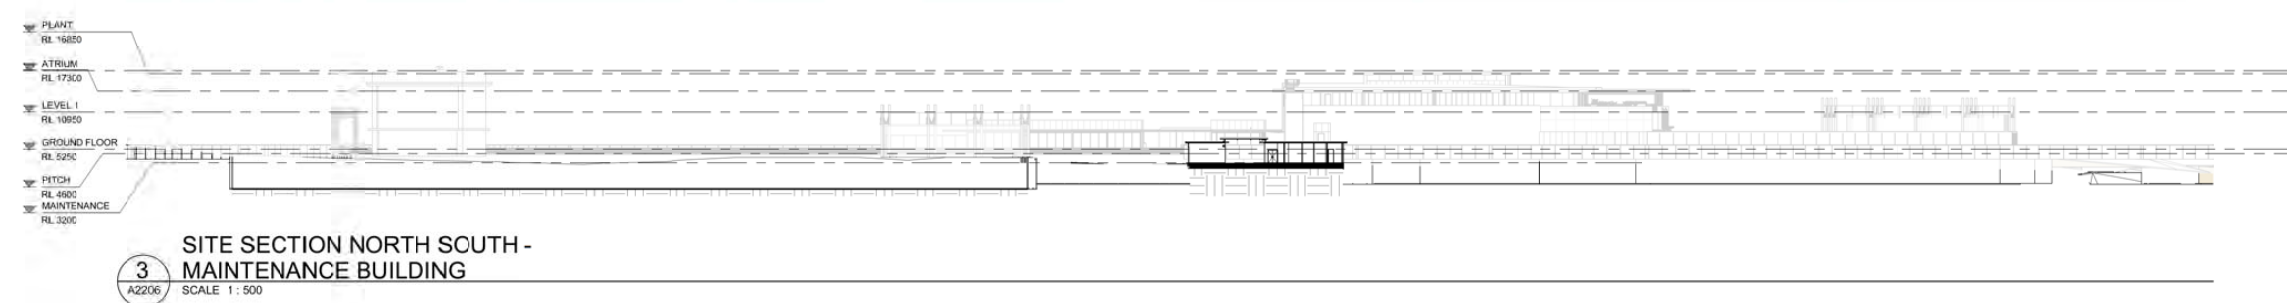 PLANT
RL 16850
ATRIUM
RL 17300
LEVEL 1
RL 10950
GROUND FLOOR
RL 5250
PITCH
RL 4600
MAINTENANCE
RL 3200
SITE SECTION NORTH SOUTH -
MAINTENANCE BUILDING
3
A2206
SCALE 1 : 500